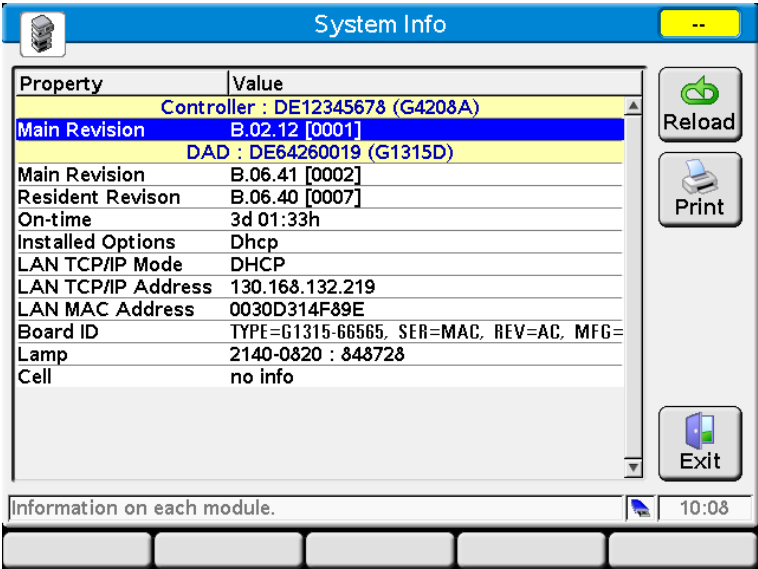 System Info
--
Property Value
Controller : DE12345678 (G4208A)
Main Revision B.02.12 [0001]
DAD : DE64260019 (G1315D)
Main Revision B.06.41 [0002]
Resident Revison B.06.40 [0007]
On-time 3d 01:33h
Installed Options Dhcp
LAN TCP/IP Mode DHCP
LAN TCP/IP Address 130.168.132.219
LAN MAC Address 0030D314F89E
Board ID TYPE=G1315-66565, SER=MAC, REV=AC, MFG=
Lamp 2140-0820 : 848728
Cell no info
Reload
Print
Exit
Information on each module.
10:08